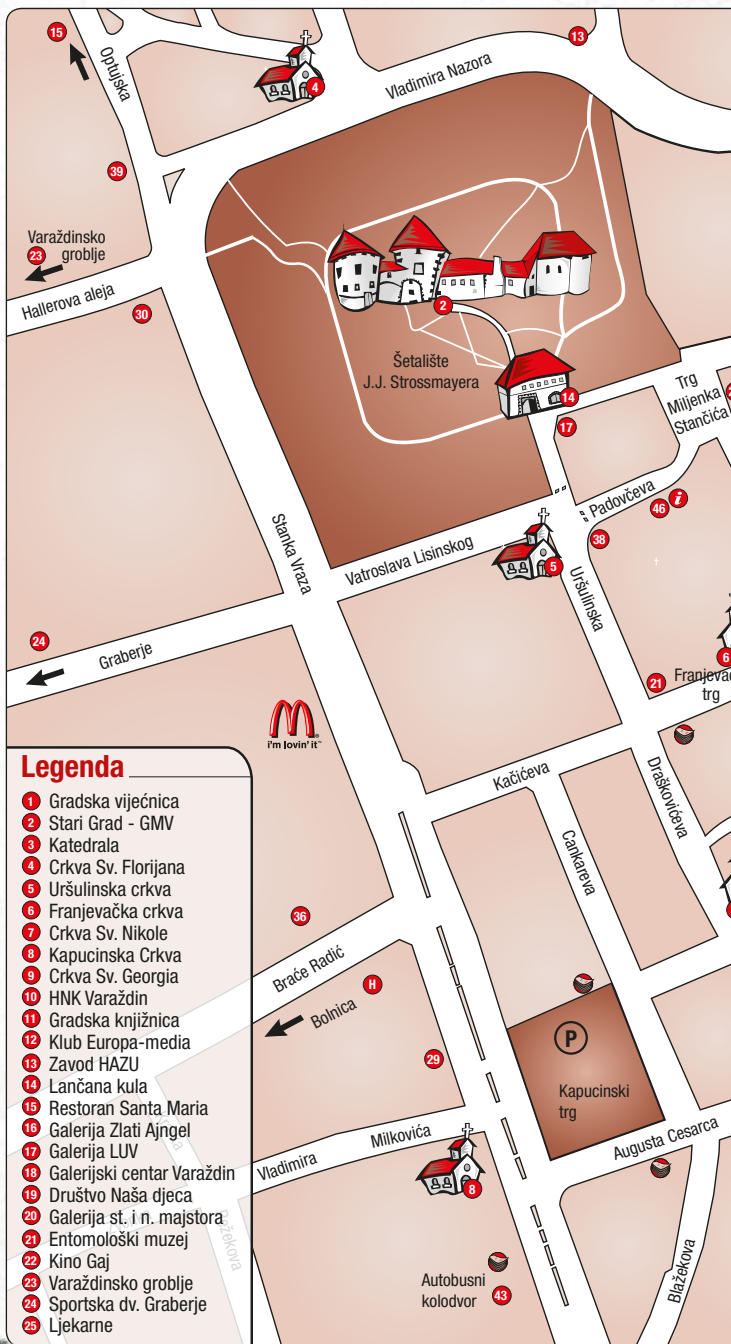 15
Optujska
4
13
Vladimira Nazora
39
Varaždinsko
groblje
23
Hallerova aleja
30
2
Šetalište
J.J. Strossmayera
14
17
Trg
Miljenka
Stančića
Padovčeva
46
i
38
Stanka Vraza
Vatroslava Lisinskog
5
Uršulinska
24
Graberje
6
21
trg
i'm lovin' it™
Kačićeva
Draškovićeva
Cankareva
36
Braće Radić
H
Bolnica
29
P
Kapucinski
trg
Vladimira
Milkovića
Augusta Cesarca
8
Autobusni
kolodvor
43
Blažekova
Legenda
1 Gradska vijećnica
2 Stari Grad - GMV
3 Katedrala
4 Crkva Sv. Florijana
5 Uršulinska crkva
6 Franjevačka crkva
7 Crkva Sv. Nikole
8 Kapucinska Crkva
9 Crkva Sv. Georgia
10 HNK Varaždin
11 Gradska knjižnica
12 Klub Europa-media
13 Zavod HAZU
14 Lančana kula
15 Restoran Santa Maria
16 Galerija Zlati Ajngel
17 Galerija LUV
18 Galerijski centar Varaždin
19 Društvo Naša djeca
20 Galerija st. i n. majstora
21 Entomološki muzej
22 Kino Gaj
23 Varaždinsko groblje
24 Sportska dv. Graberje
25 Ljekarne